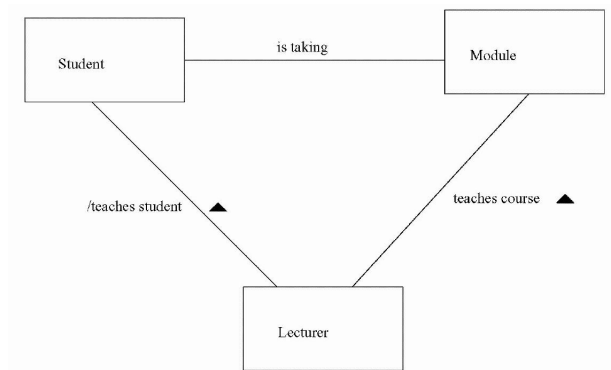 is taking
Student
Module
/teaches student
teaches course
Lecturer